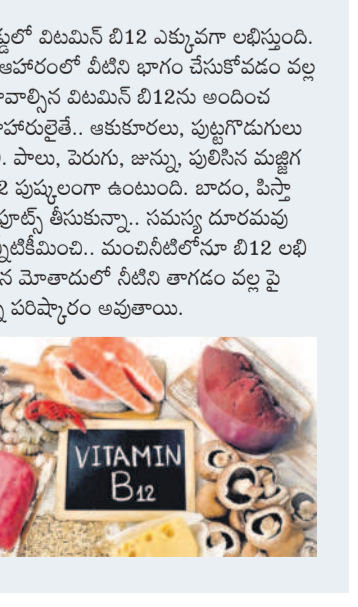 డ్డులో విటమిన్ బి12 ఎక్కువగా లభిస్తుంది.
ఆహారంలో వీటిని భాగం చేసుకోవడం వల్ల
వాల్సిన విటమిన్ బి12ను అందించ
హారులైతే.. ఆకుకూరలు, పుట్టగొడుగులు
. పాలు, పెరుగు, జున్ను, పులిసిన మజ్జిగ
2 పుష్కలంగా ఉంటుంది. బాదం, పిస్తా
ఫ్రూట్స్ తీసుకున్నా.. సమస్య దూరమవు
న్నిటికీమించి.. మంచినీటిలోనూ బి12 లభి
న మోతాదులో నీటిని తాగడం వల్ల పై
న్నీ పరిష్కారం అవుతాయి.
VITAMIN
B12